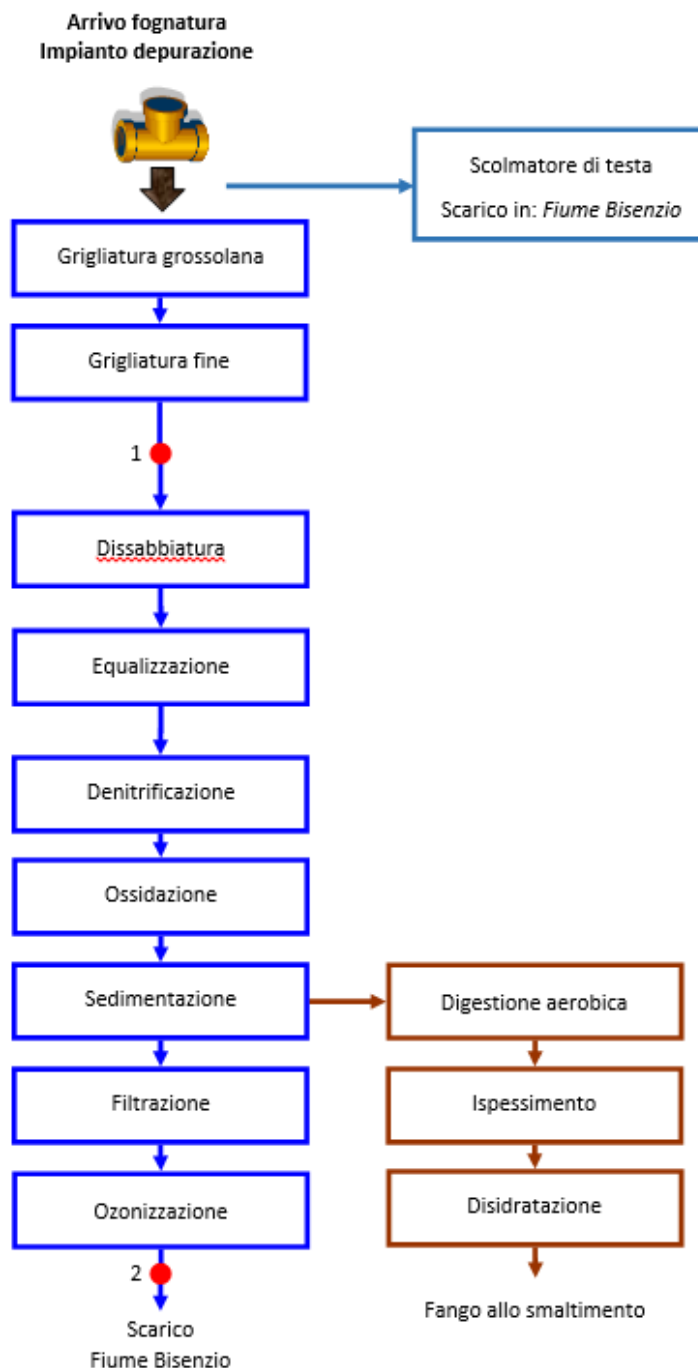 Arrivo fognatura
Impianto depurazione
Scolmatore di testa
Scarico in: Fiume Bisenzio
Grigliatura grossolana
Grigliatura fine
1
Dissabbiatura
Equalizzazione
Denitrificazione
Ossidazione
Sedimentazione
Digestione aerobica
Filtrazione
Ispessimento
Ozonizzazione
Disidratazione
2
Fango allo smaltimento
Scarico
Fiume Bisenzio